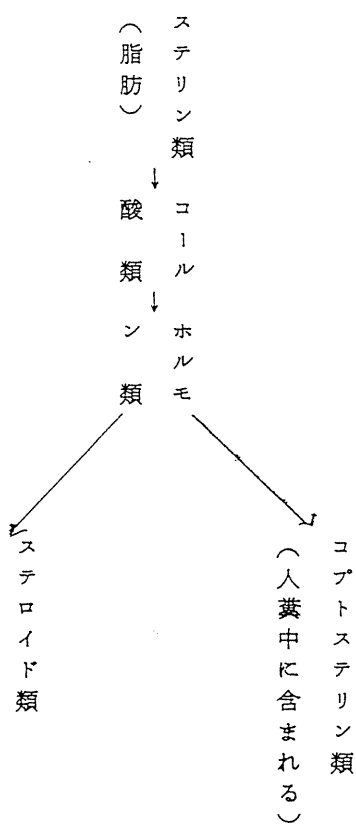 ステリン類
（脂肪）
↓
コール
酸類
↓
ホルモ
ン類
コプトステリン類
（人糞中に含まれる）
ステロイド類